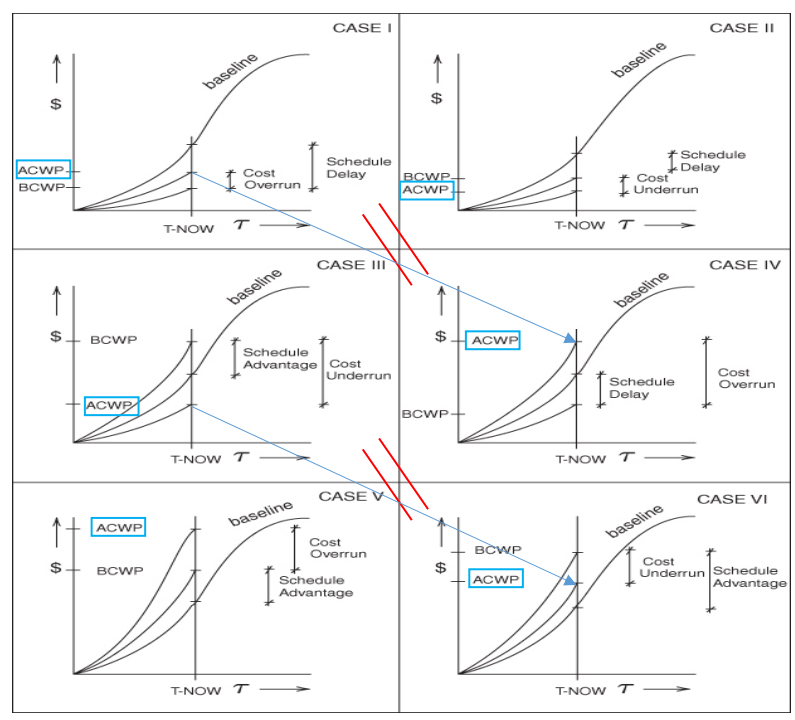 CASE I
baseline
$
ACWP
BCWP
Cost
Overrun
Schedule
Delay
T-NOW τ
CASE II
baseline
$
BCWP
ACWP
Schedule
Delay
Cost
Underrun
T-NOW τ
CASE III
baseline
$
BCWP
ACWP
Schedule
Advantage
Cost
Underrun
T-NOW τ
CASE IV
baseline
$
ACWP
BCWP
Schedule
Delay
Cost
Overrun
T-NOW τ
CASE V
baseline
ACWP
$
BCWP
Cost
Overrun
Schedule
Advantage
T-NOW τ
CASE VI
baseline
BCWP
$
ACWP
Cost
Underrun
Schedule
Advantage
T-NOW τ